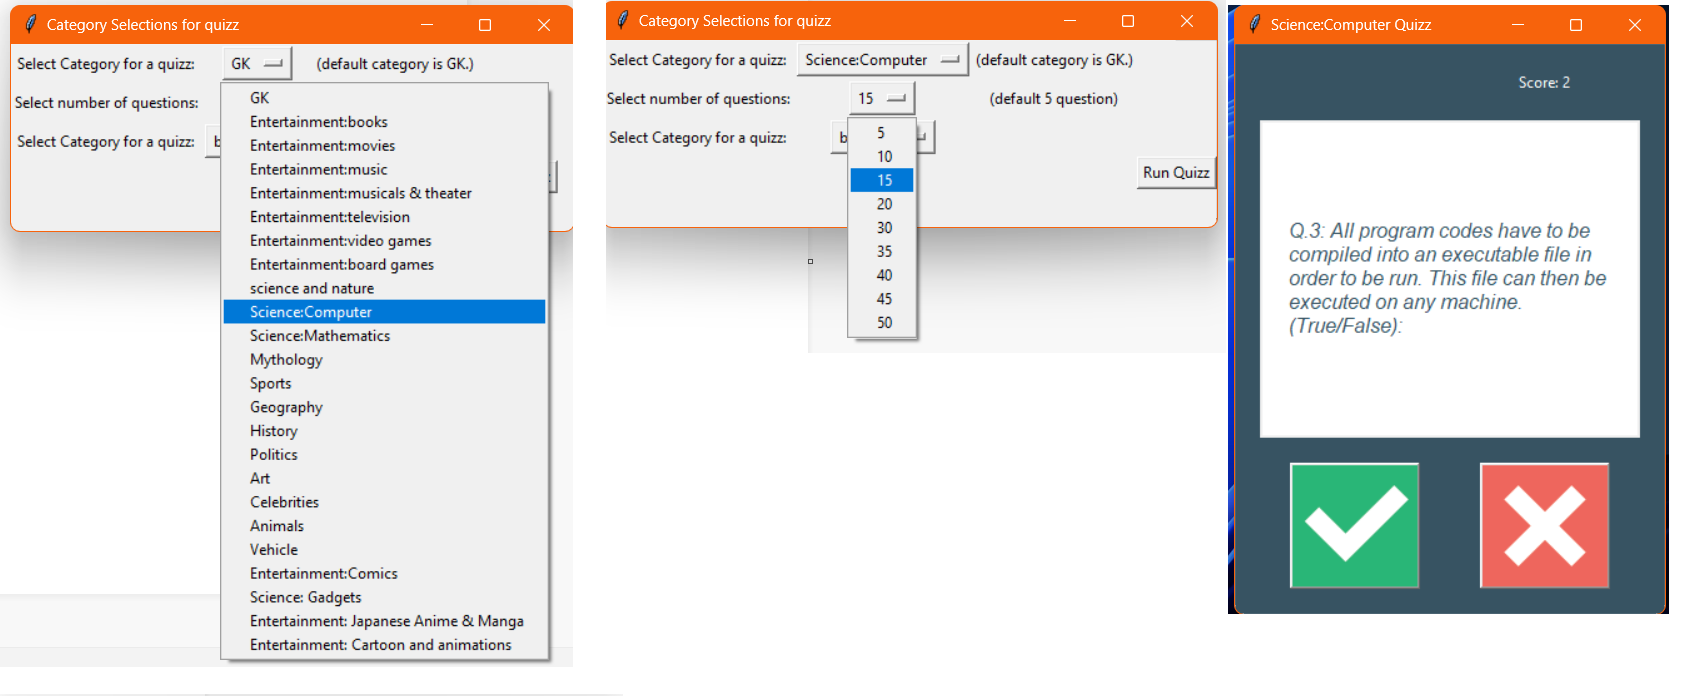 Category Selections for quizz
Select Category for a quizz: GK (default category is GK.)
Select number of questions:
Select Category for a quizz:
GK
Entertainment:books
Entertainment:movies
Entertainment:music
Entertainment:musicals & theater
Entertainment:television
Entertainment:video games
Entertainment:board games
science and nature
Science:Computer
Science:Mathematics
Mythology
Sports
Geography
History
Politics
Art
Celebrities
Animals
Vehicle
Entertainment:Comics
Science: Gadgets
Entertainment: Japanese Anime & Manga
Entertainment: Cartoon and animations
Category Selections for quizz
Select Category for a quizz: Science:Computer (default category is GK.)
Select number of questions: 15 (default 5 question)
Select Category for a quizz: b
5
10
15
20
30
35
40
45
50
Run Quizz
Science:Computer Quizz
Score: 2
Q.3: All program codes have to be
compiled into an executable file in
order to be run. This file can then be
executed on any machine.
(True/False):